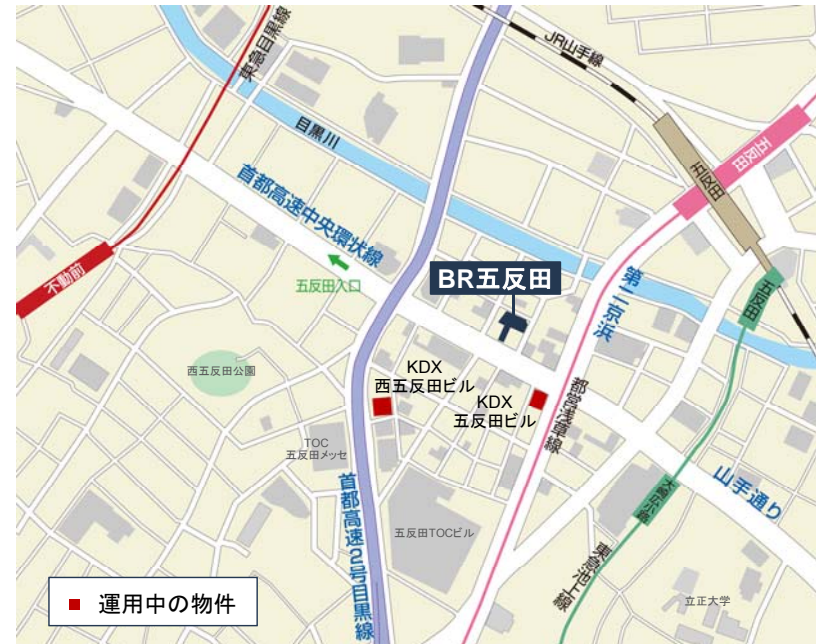 JR山手線
東急目黒線
目黒川
五反田
五反田
首都高速中央環状線
五反田入口
不動前
BR五反田
第二京浜
五反田
西五反田公園
KDX
西五反田ビル
KDX
五反田ビル
都営浅草線
TOC
五反田メッセ
首都高速2号目黒線
五反田TOCビル
大崎広小路
山手通り
東急池上線
立正大学
運用中の物件